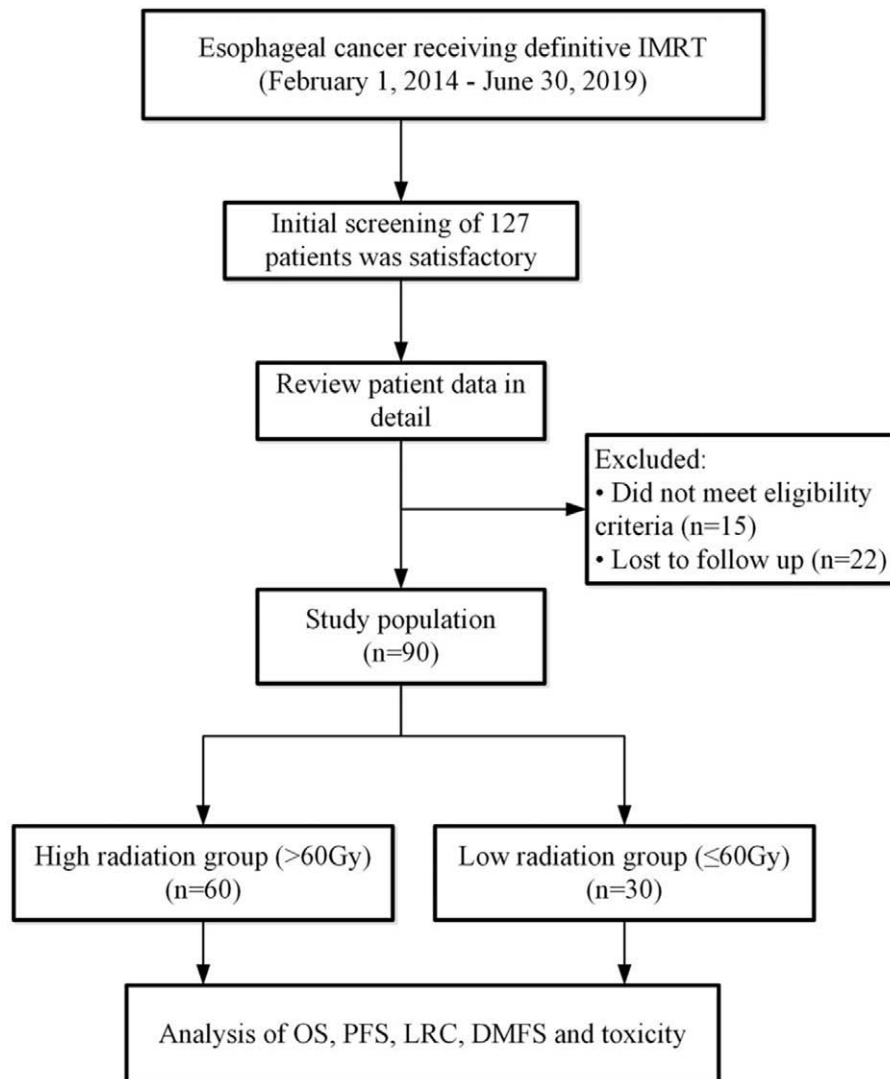 Esophageal cancer receiving definitive IMRT
(February 1, 2014 - June 30, 2019)
Initial screening of 127
patients was satisfactory
Review patient data in
detail
Excluded:
• Did not meet eligibility
criteria (n=15)
• Lost to follow up (n=22)
Study population
(n=90)
High radiation group (>60Gy)
(n=60)
Low radiation group (≤60Gy)
(n=30)
Analysis of OS, PFS, LRC, DMFS and toxicity